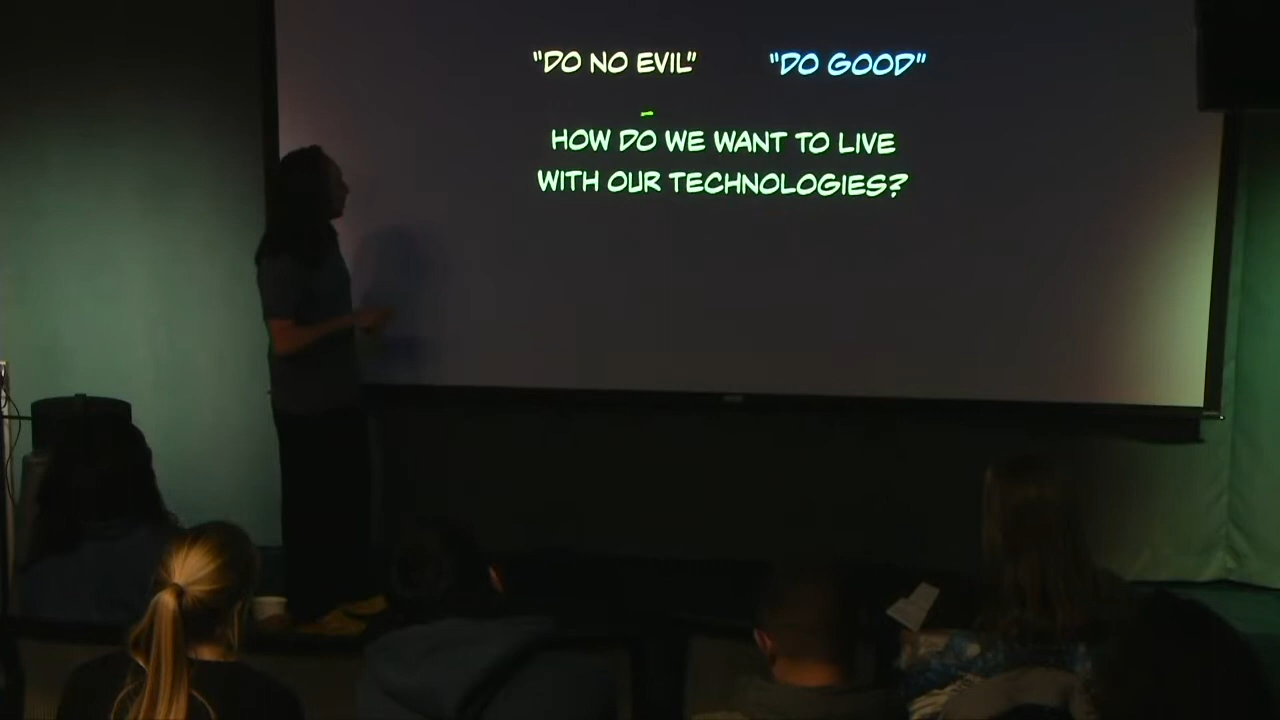 "DO NO EVIL" "DO GOOD"
HOW DO WE WANT TO LIVE
WITH OUR TECHNOLOGIES?